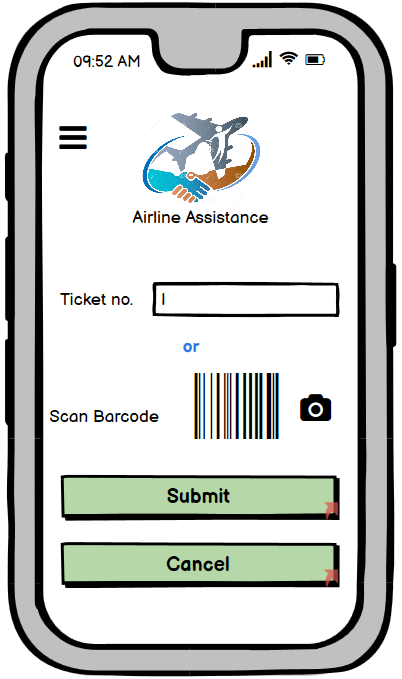 09:52 AM
Airline Assistance
Ticket no.
or
Scan Barcode
Submit
Cancel